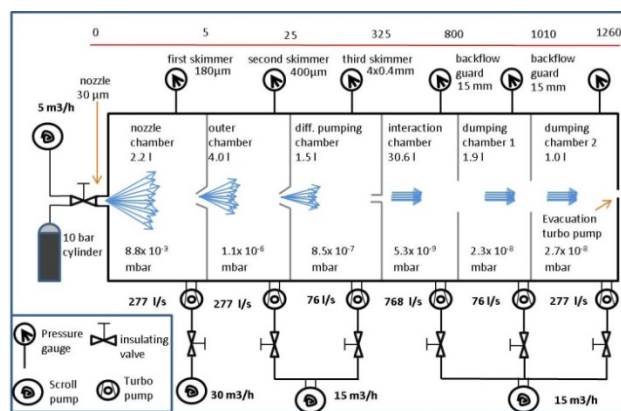 0 5 25 325 800 1010 1260
first skimmer
180μm
second skimmer
400μm
third skimmer
4x0.4mm
backflow
guard
15 mm
backflow
guard
15 mm
nozzle
30 μm
5 m3/h
nozzle
chamber
2.2 l
outer
chamber
4.0 l
diff. pumping
chamber
1.5 l
interaction
chamber
30.6 l
dumping
chamber 1
1.9 l
dumping
chamber 2
1.0 l
Evacuation
turbo pump
10 bar
cylinder
8.8x 10⁻³
mbar
1.1x 10⁻⁶
mbar
8.5x 10⁻⁷
mbar
5.3x 10⁻⁹
mbar
2.3x 10⁻⁸
mbar
2.7x 10⁻⁸
mbar
277 l/s 277 l/s 76 l/s 768 l/s 76 l/s 277 l/s
Pressure
gauge
insulating
valve
Scroll
pump
Turbo
pump
30 m3/h
15 m3/h
15 m3/h